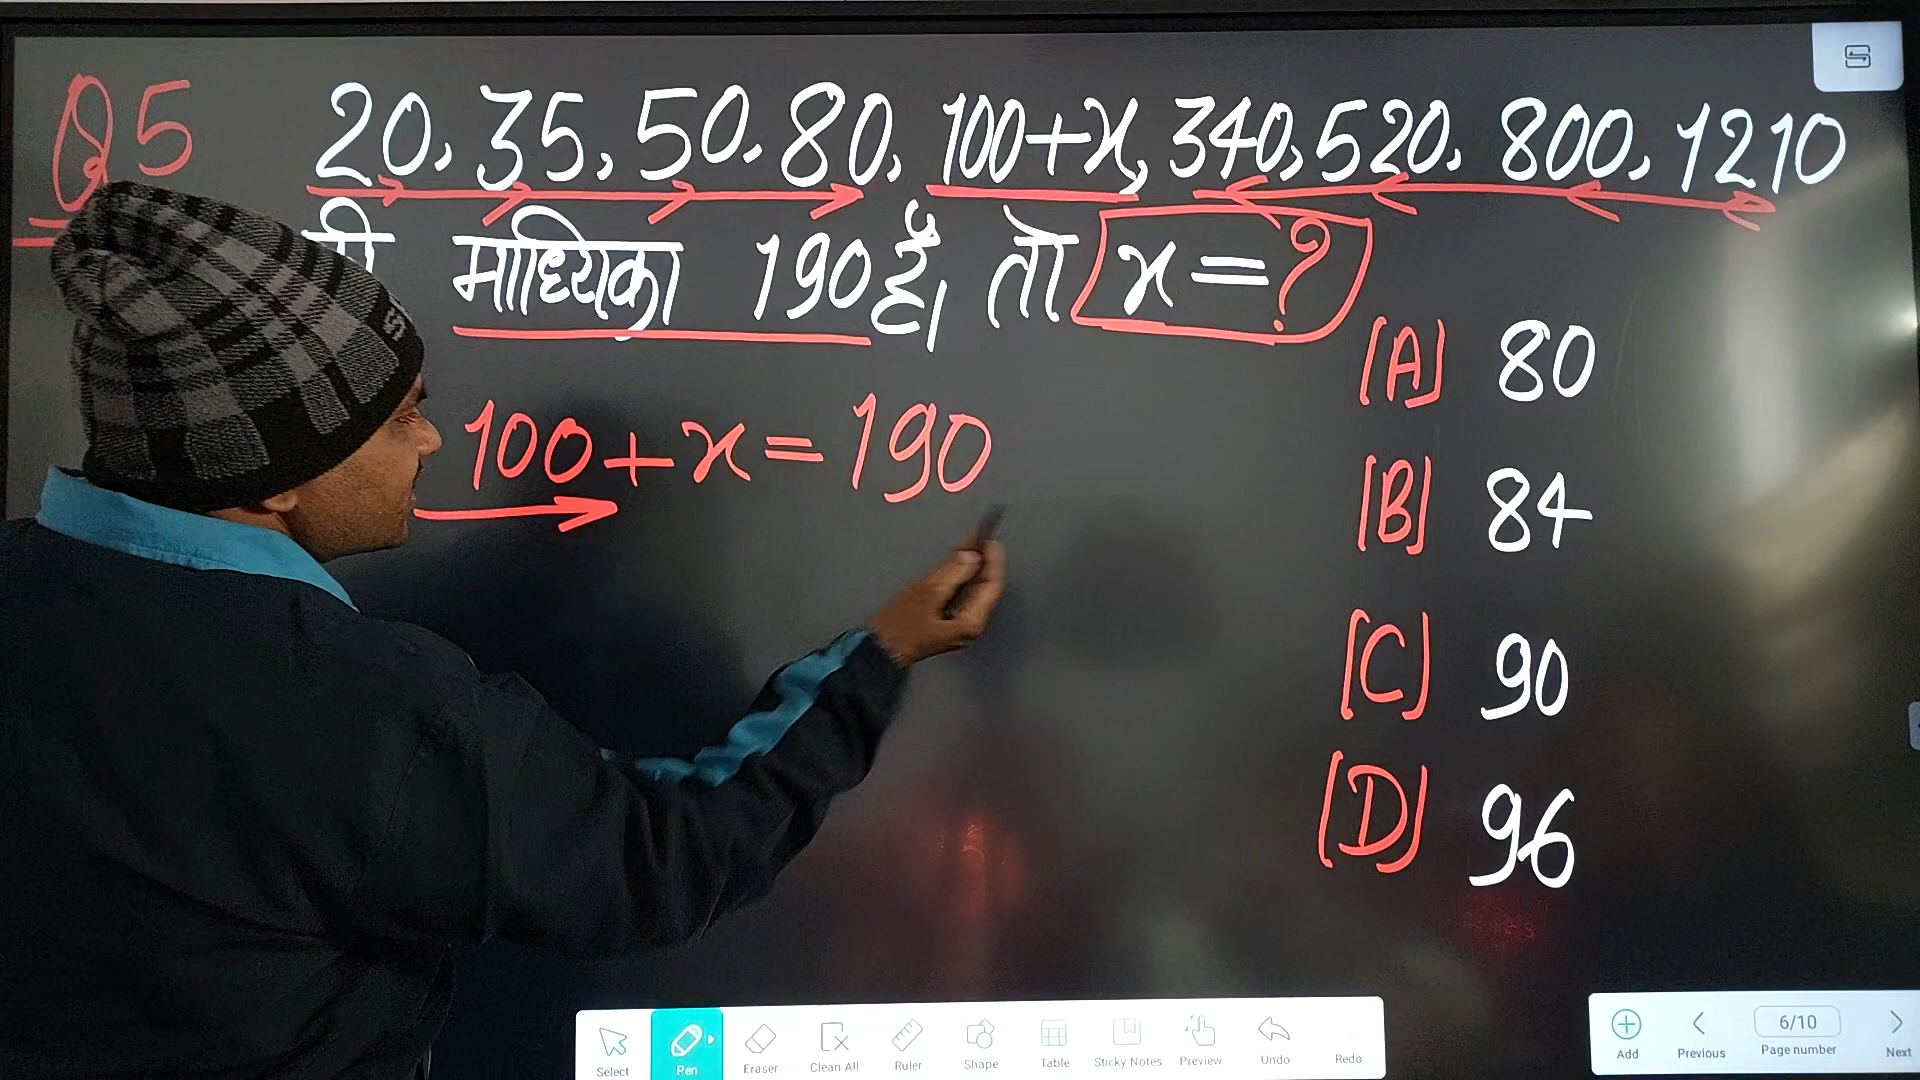 Q5 20, 35, 50, 80, 100+x, 340, 520, 800, 1210
माध्यिका 190 है, तो x = ?
100 + x = 190
[A] 80
[B] 84
[C] 90
[D] 96
Select Pen Eraser Clean All Ruler Shape Table Sticky Notes Preview Undo Redo
Add Previous 6/10 Page number Next